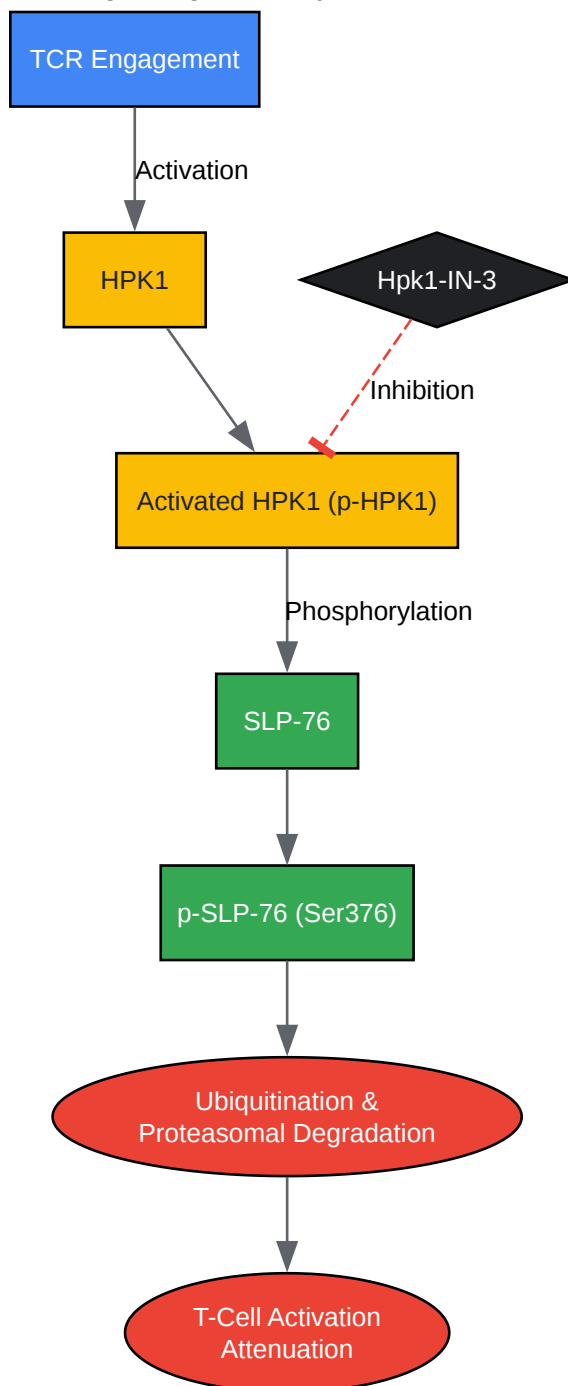 TCR Engagement
Activation
HPK1
Hpk1-IN-3
Inhibition
Activated HPK1 (p-HPK1)
Phosphorylation
SLP-76
p-SLP-76 (Ser376)
Ubiquitination &
Proteasomal Degradation
T-Cell Activation
Attenuation